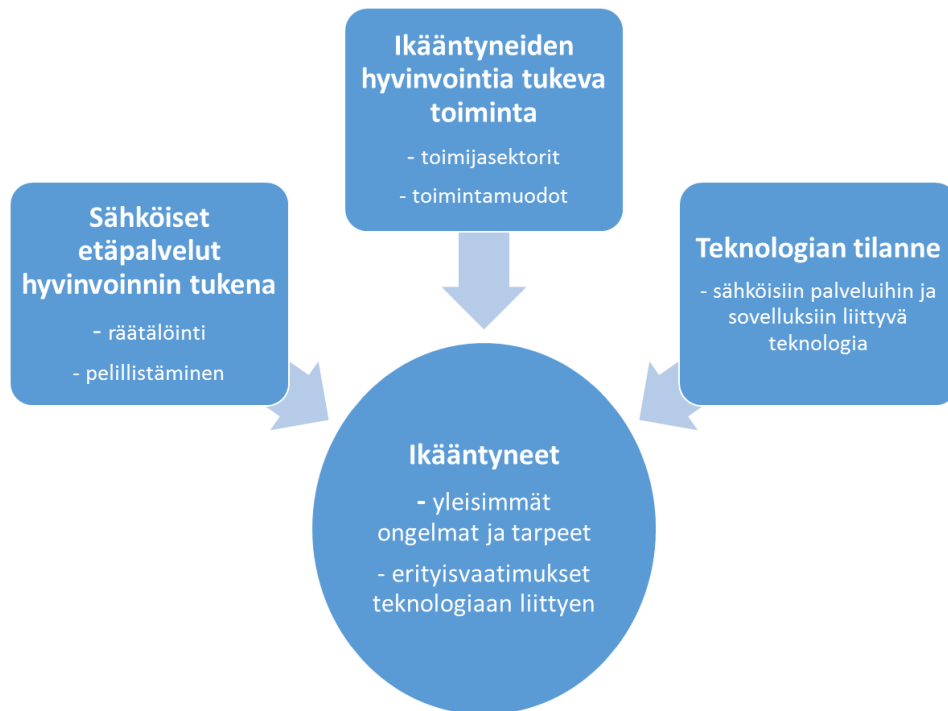 Ikääntyneiden
hyvinvointia tukeva
toiminta
- toimijasektorit
- toimintamuodot
Sähköiset
etäpalvelut
hyvinvoinnin tukena
- räätälöinti
- pelillistäminen
Teknologian tilanne
- sähköisiin palveluihin ja
sovelluksiin liittyvä
teknologia
Ikääntyneet
- yleisimmät
ongelmat ja tarpeet
- erityisvaatimukset
teknologiaan liittyen